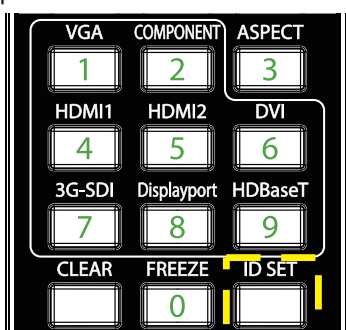 VGA COMPONENT ASPECT
1 2 3
HDMI1 HDMI2 DVI
4 5 6
3G-SDI Displayport HDBaseT
7 8 9
CLEAR FREEZE ID SET
0